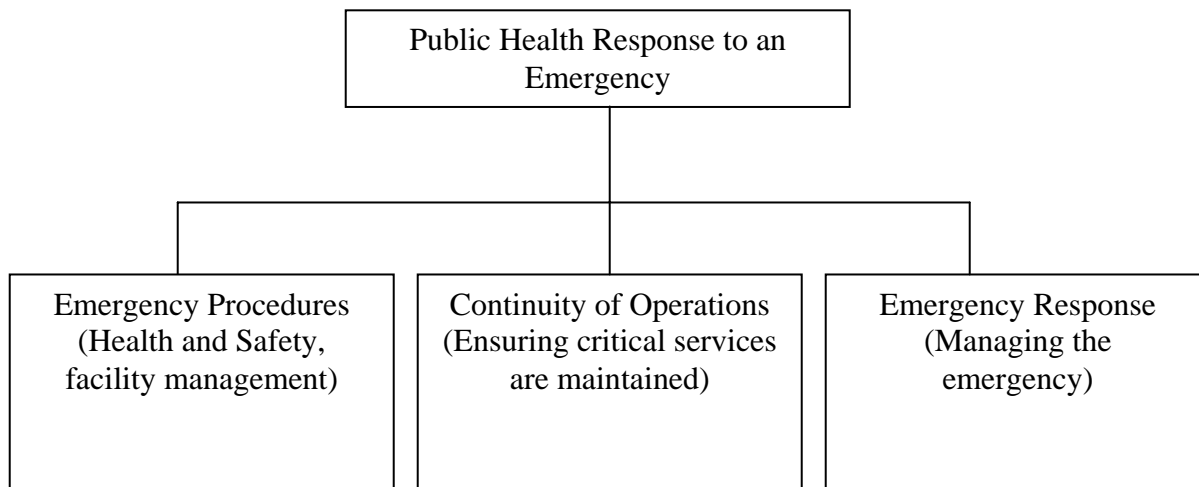 Public Health Response to an
Emergency
Emergency Procedures
(Health and Safety,
facility management)
Continuity of Operations
(Ensuring critical services
are maintained)
Emergency Response
(Managing the
emergency)